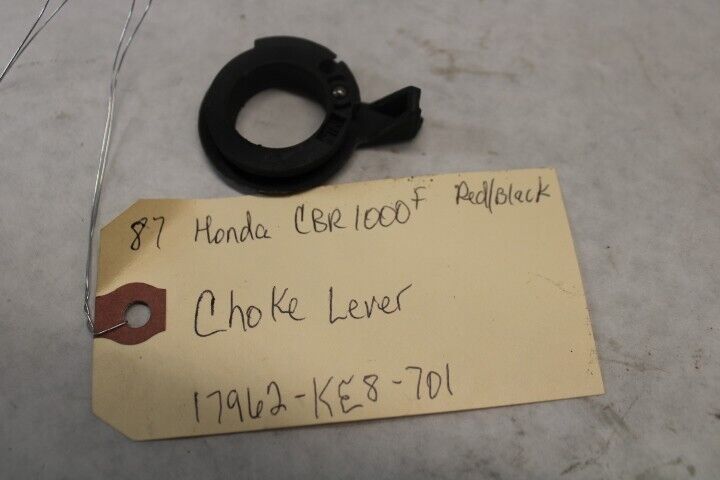 87 Honda CBR1000F Red/Black
Choke Lever
17962-KE8-701